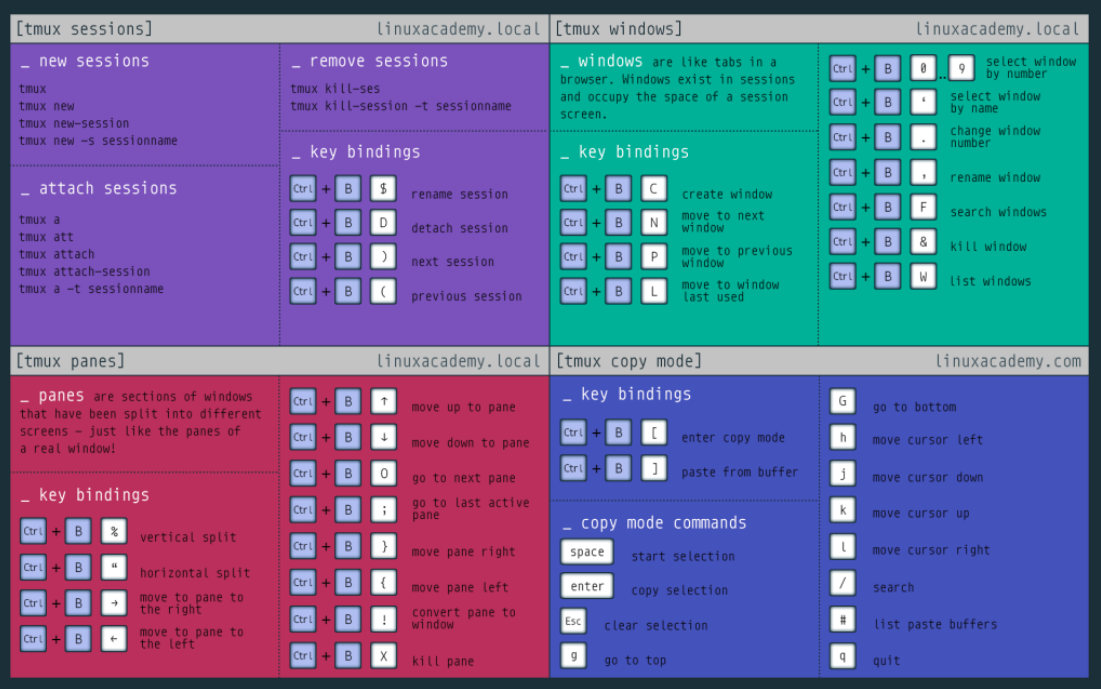 [tmux sessions] linuxacademy.local
_ new sessions
tmux
tmux new
tmux new-session
tmux new -s sessionname
_ attach sessions
tmux a
tmux att
tmux attach
tmux attach-session
tmux a -t sessionname
_ remove sessions
tmux kill-ses
tmux kill-session -t sessionname
_ key bindings
Ctrl + B $ rename session
Ctrl + B D detach session
Ctrl + B ) next session
Ctrl + B ( previous session
[tmux windows] linuxacademy.local
_ windows are like tabs in a
browser. Windows exist in sessions
and occupy the space of a session
screen.
_ key bindings
Ctrl + B C create window
Ctrl + B N move to next
window
Ctrl + B P move to previous
window
Ctrl + B L move to window
last used
Ctrl + B 0 .. 9 select window
by number
Ctrl + B ‘ select window
by name
Ctrl + B . change window
number
Ctrl + B , rename window
Ctrl + B F search windows
Ctrl + B & kill window
Ctrl + B W list windows
[tmux panes] linuxacademy.local
_ panes are sections of windows
that have been split into different
screens – just like the panes of
a real window!
_ key bindings
Ctrl + B % vertical split
Ctrl + B “ horizontal split
Ctrl + B → move to pane to
the right
Ctrl + B ← move to pane to
the left
Ctrl + B ↑ move up to pane
Ctrl + B ↓ move down to pane
Ctrl + B O go to next pane
Ctrl + B ; go to last active
pane
Ctrl + B } move pane right
Ctrl + B { move pane left
Ctrl + B ! convert pane to
window
Ctrl + B X kill pane
[tmux copy mode] linuxacademy.com
_ key bindings
Ctrl + B [ enter copy mode
Ctrl + B ] paste from buffer
_ copy mode commands
space start selection
enter copy selection
Esc clear selection
g go to top
G go to bottom
h move cursor left
j move cursor down
k move cursor up
l move cursor right
/ search
# list paste buffers
q quit